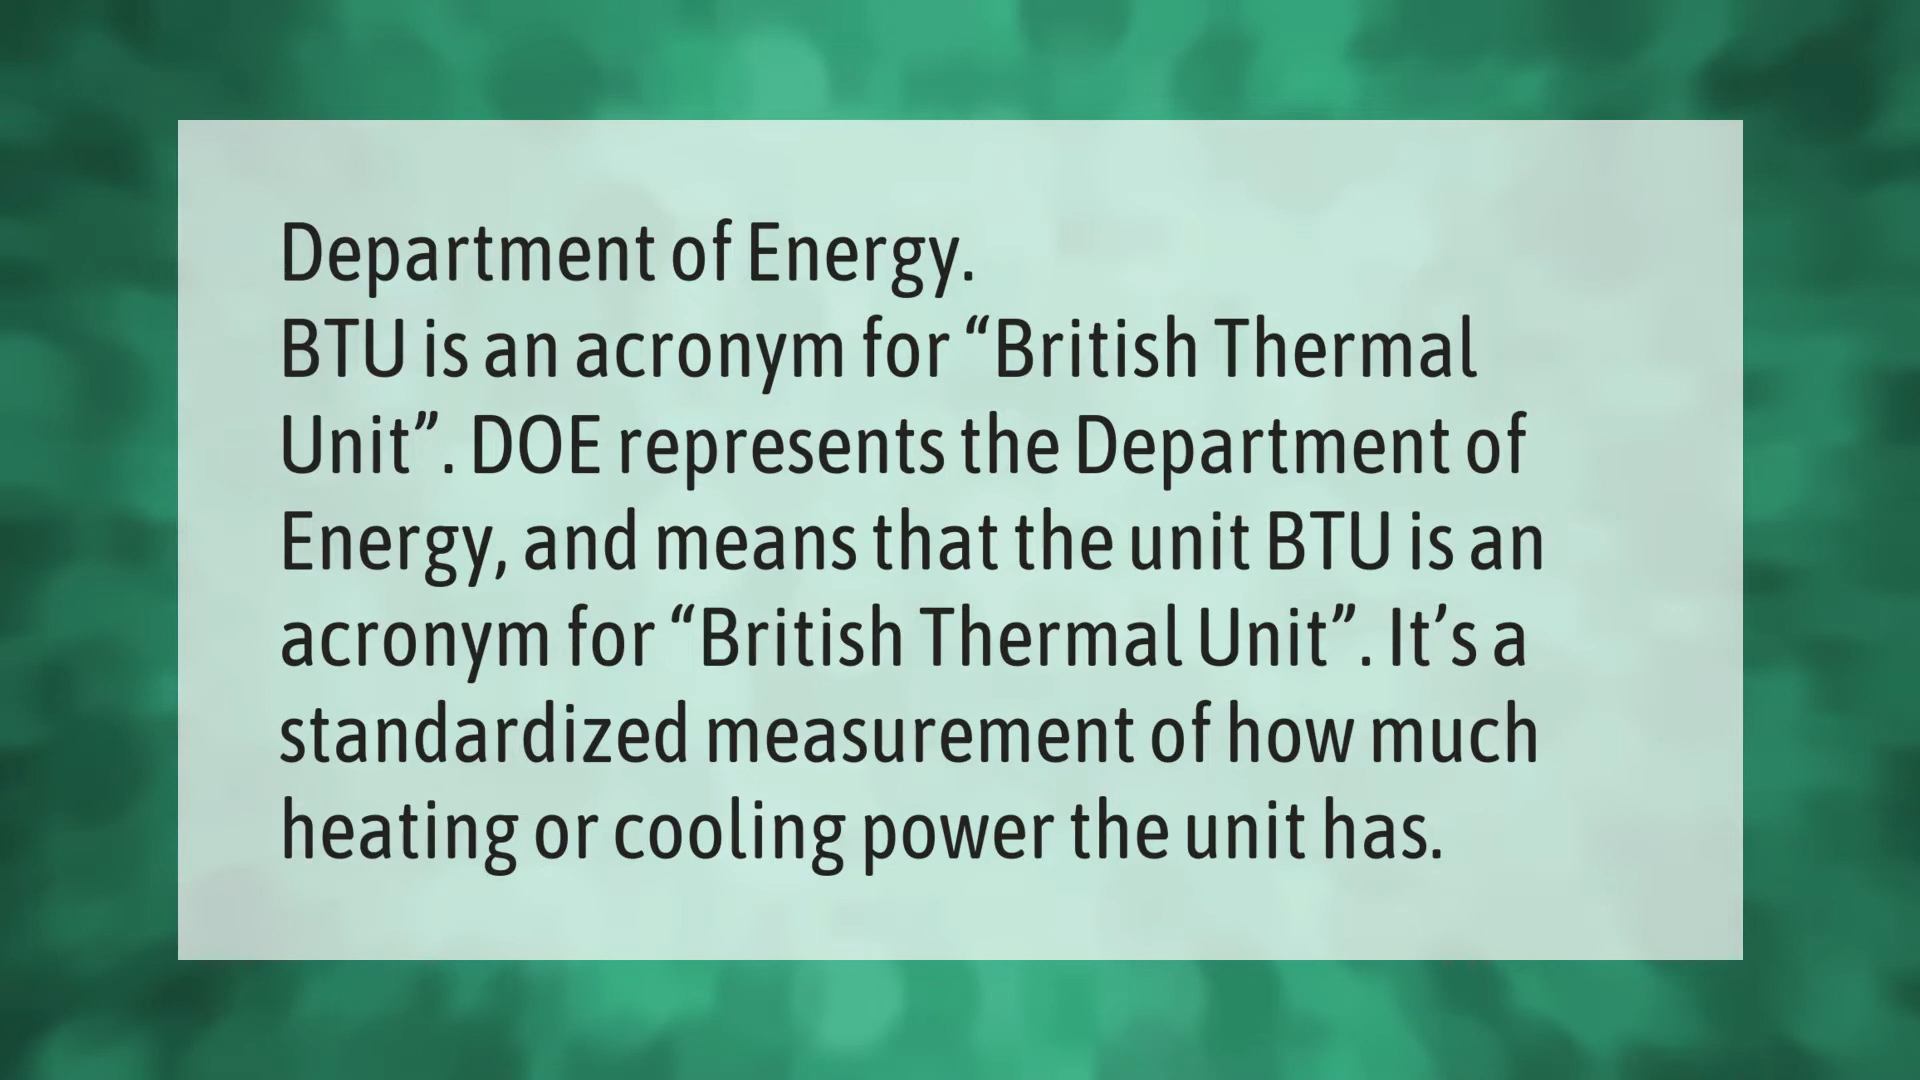 Department of Energy.
BTU is an acronym for “British Thermal
Unit”. DOE represents the Department of
Energy, and means that the unit BTU is an
acronym for “British Thermal Unit”. It’s a
standardized measurement of how much
heating or cooling power the unit has.